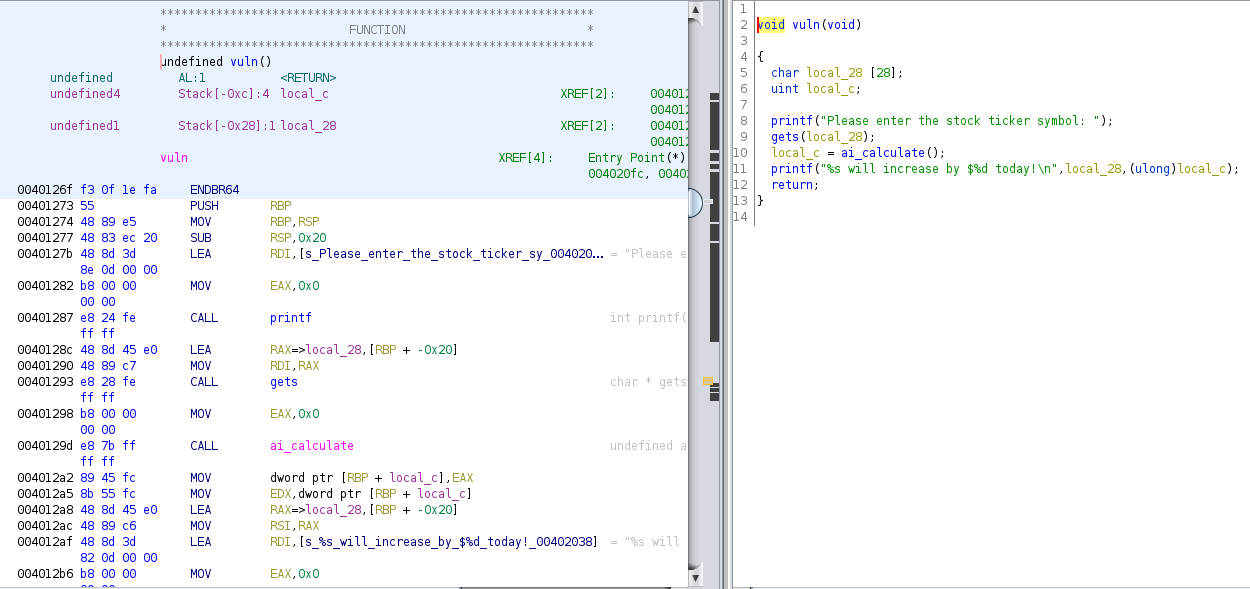 ************************************************************** 
*                          FUNCTION                          *
**************************************************************
undefined vuln()
undefined AL:1 <RETURN>
undefined4 Stack[-0xc]:4 local_c XREF[2]: 00401
00401
undefined1 Stack[-0x28]:1 local_28 XREF[2]: 00401
00401
vuln XREF[4]: Entry Point(*)
004020fc, 0040
0040126f f3 0f 1e fa ENDBR64
00401273 55 PUSH RBP
00401274 48 89 e5 MOV RBP,RSP
00401277 48 83 ec 20 SUB RSP,0x20
0040127b 48 8d 3d LEA RDI,[s_Please_enter_the_stock_ticker_sy_004020... = "Please e
8e 0d 00 00
00401282 b8 00 00 MOV EAX,0x0
00 00
00401287 e8 24 fe CALL printf int printf(
ff ff
0040128c 48 8d 45 e0 LEA RAX=>local_28,[RBP + -0x20]
00401290 48 89 c7 MOV RDI,RAX
00401293 e8 28 fe CALL gets char * gets
ff ff
00401298 b8 00 00 MOV EAX,0x0
00 00
0040129d e8 7b ff CALL ai_calculate undefined a
ff ff
004012a2 89 45 fc MOV dword ptr [RBP + local_c],EAX
004012a5 8b 55 fc MOV EDX,dword ptr [RBP + local_c]
004012a8 48 8d 45 e0 LEA RAX=>local_28,[RBP + -0x20]
004012ac 48 89 c6 MOV RSI,RAX
004012af 48 8d 3d LEA RDI,[s_%s_will_increase_by_$%d_today!_00402038] = "%s will
82 0d 00 00
004012b6 b8 00 00 MOV EAX,0x0
1
2 void vuln(void)
3
4 {
5 char local_28 [28];
6 uint local_c;
7
8 printf("Please enter the stock ticker symbol: ");
9 gets(local_28);
10 local_c = ai_calculate();
11 printf("%s will increase by $%d today!\n",local_28,(ulong)local_c);
12 return;
13 }
14